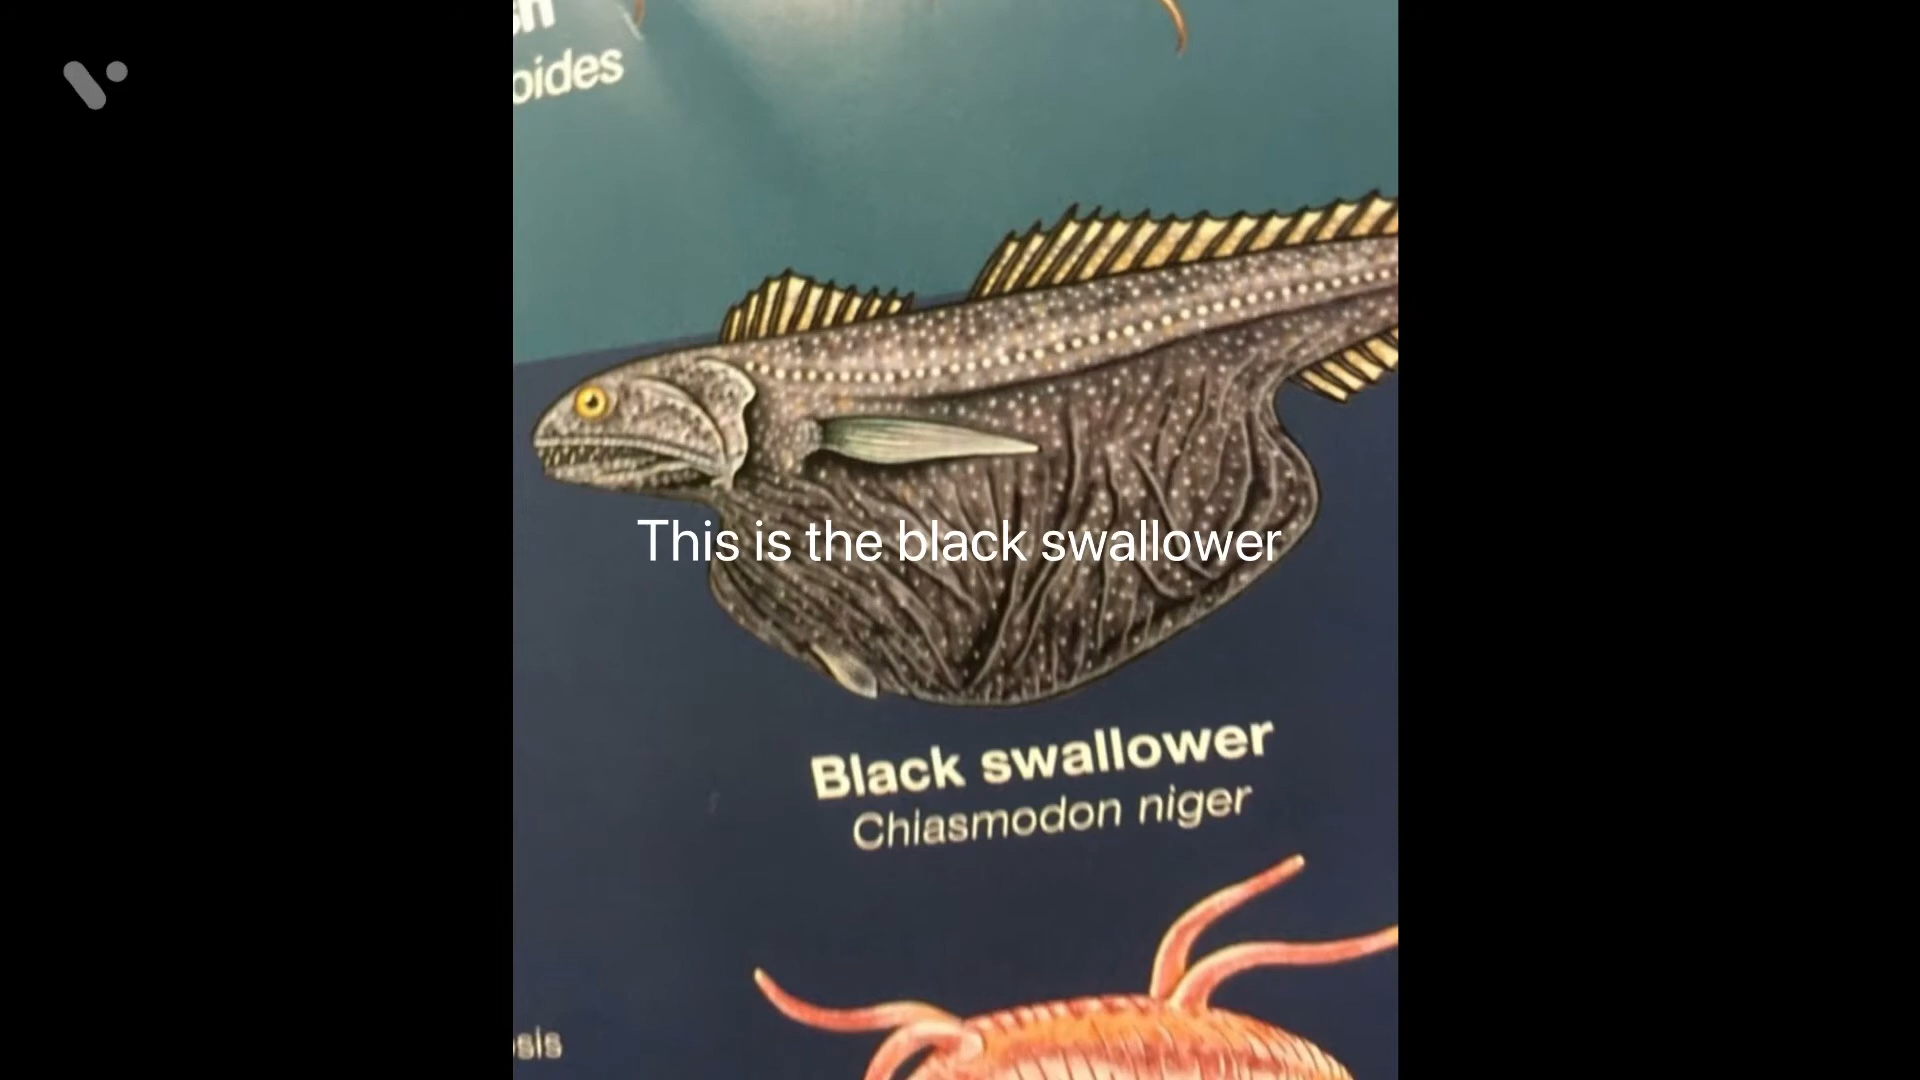 oides
This is the black swallower
Black swallower
Chiasmodon niger
sis